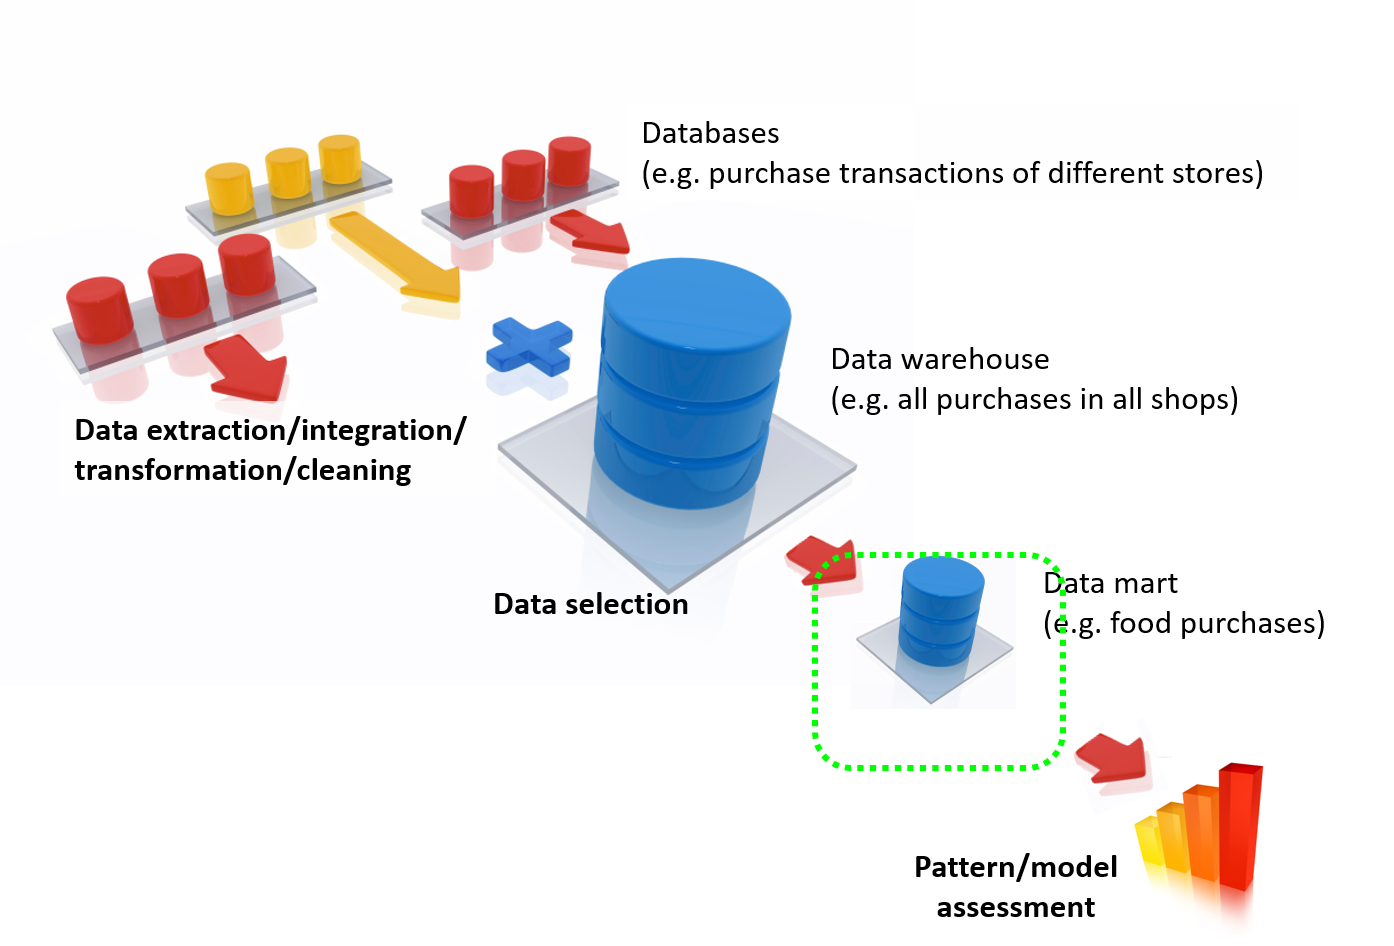 Databases
(e.g. purchase transactions of different stores)
Data warehouse
(e.g. all purchases in all shops)
Data extraction/integration/
transformation/cleaning
Data selection
Data mart
(e.g. food purchases)
Pattern/model
assessment